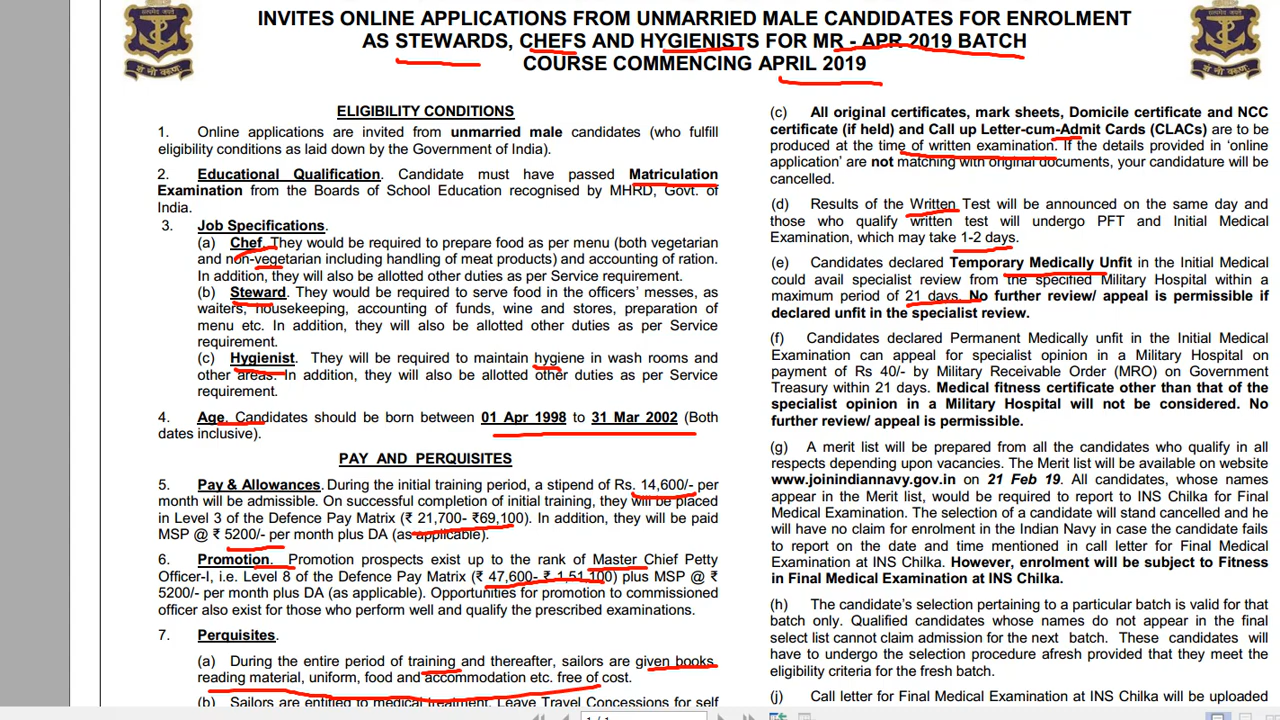 INVITES ONLINE APPLICATIONS FROM UNMARRIED MALE CANDIDATES FOR ENROLMENT
AS STEWARDS, CHEFS AND HYGIENISTS FOR MR - APR 2019 BATCH
COURSE COMMENCING APRIL 2019
ELIGIBILITY CONDITIONS
1. Online applications are invited from unmarried male candidates (who fulfill
eligibility conditions as laid down by the Government of India).
2. Educational Qualification. Candidate must have passed Matriculation
Examination from the Boards of School Education recognised by MHRD, Govt. of
India.
3. Job Specifications.
(a) Chef. They would be required to prepare food as per menu (both vegetarian
and non-vegetarian including handling of meat products) and accounting of ration.
In addition, they will also be allotted other duties as per Service requirement.
(b) Steward. They would be required to serve food in the officers' messes, as
waiters, housekeeping, accounting of funds, wine and stores, preparation of
menu etc. In addition, they will also be allotted other duties as per Service
requirement.
(c) Hygienist. They will be required to maintain hygiene in wash rooms and
other areas. In addition, they will also be allotted other duties as per Service
requirement.
4. Age. Candidates should be born between 01 Apr 1998 to 31 Mar 2002 (Both
dates inclusive).
PAY AND PERQUISITES
5. Pay & Allowances. During the initial training period, a stipend of Rs. 14,600/- per
month will be admissible. On successful completion of initial training, they will be placed
in Level 3 of the Defence Pay Matrix (₹ 21,700- ₹69,100). In addition, they will be paid
MSP @ ₹ 5200/- per month plus DA (as applicable).
6. Promotion. Promotion prospects exist up to the rank of Master Chief Petty
Officer-I, i.e. Level 8 of the Defence Pay Matrix (₹ 47,600- ₹ 1,51,100) plus MSP @ ₹
5200/- per month plus DA (as applicable). Opportunities for promotion to commissioned
officer also exist for those who perform well and qualify the prescribed examinations.
7. Perquisites.
(a) During the entire period of training and thereafter, sailors are given books,
reading material, uniform, food and accommodation etc. free of cost.
(b) Sailors are entitled to medical treatment, Leave Travel Concessions for self
(c) All original certificates, mark sheets, Domicile certificate and NCC
certificate (if held) and Call up Letter-cum-Admit Cards (CLACs) are to be
produced at the time of written examination. If the details provided in 'online
application' are not matching with original documents, your candidature will be
cancelled.
(d) Results of the Written Test will be announced on the same day and
those who qualify written test will undergo PFT and Initial Medical
Examination, which may take 1-2 days.
(e) Candidates declared Temporary Medically Unfit in the Initial Medical
could avail specialist review from the specified Military Hospital within a
maximum period of 21 days. No further review/ appeal is permissible if
declared unfit in the specialist review.
(f) Candidates declared Permanent Medically unfit in the Initial Medical
Examination can appeal for specialist opinion in a Military Hospital on
payment of Rs 40/- by Military Receivable Order (MRO) on Government
Treasury within 21 days. Medical fitness certificate other than that of the
specialist opinion in a Military Hospital will not be considered. No
further review/ appeal is permissible.
(g) A merit list will be prepared from all the candidates who qualify in all
respects depending upon vacancies. The Merit list will be available on website
www.joinindiannavy.gov.in on 21 Feb 19. All candidates, whose names
appear in the Merit list, would be required to report to INS Chilka for Final
Medical Examination. The selection of a candidate will stand cancelled and he
will have no claim for enrolment in the Indian Navy in case the candidate fails
to report on the date and time mentioned in call letter for Final Medical
Examination at INS Chilka. However, enrolment will be subject to Fitness
in Final Medical Examination at INS Chilka.
(h) The candidate's selection pertaining to a particular batch is valid for that
batch only. Qualified candidates whose names do not appear in the final
select list cannot claim admission for the next batch. These candidates will
have to undergo the selection procedure afresh provided that they meet the
eligibility criteria for the fresh batch.
(j) Call letter for Final Medical Examination at INS Chilka will be uploaded
1 / 1